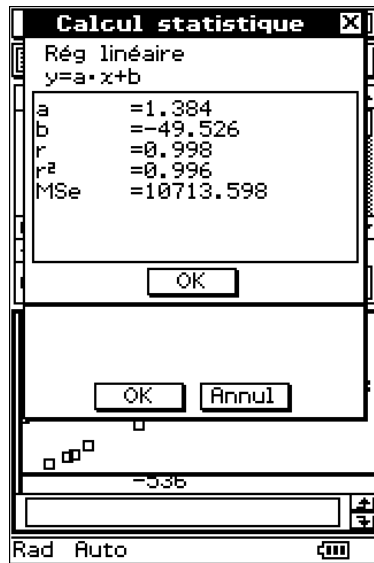 Calcul statistique
Rég linéaire
y=a·x+b
a =1.384
b =-49.526
r =0.998
r² =0.996
MSe =10713.598
OK
OK Annul
-536
Rad Auto